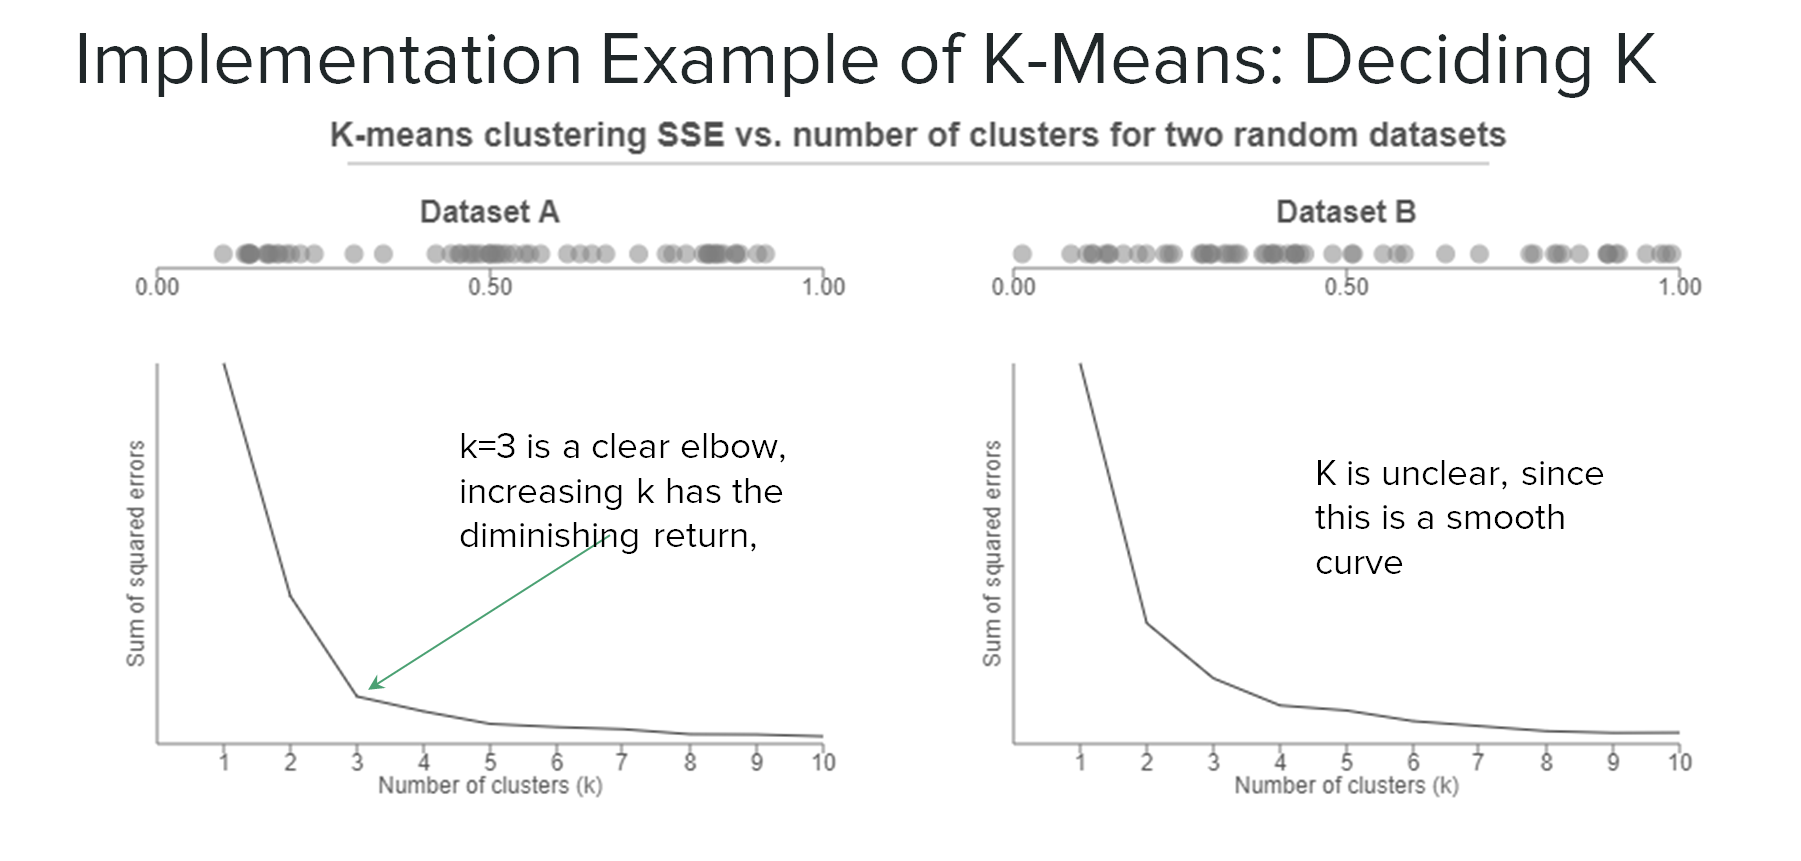 Implementation Example of K-Means: Deciding K
K-means clustering SSE vs. number of clusters for two random datasets
Dataset A
0.00 0.50 1.00
Sum of squared errors
k=3 is a clear elbow,
increasing k has the
diminishing return,
1 2 3 4 5 6 7 8 9 10
Number of clusters (k)
Dataset B
0.00 0.50 1.00
Sum of squared errors
K is unclear, since
this is a smooth
curve
1 2 3 4 5 6 7 8 9 10
Number of clusters (k)